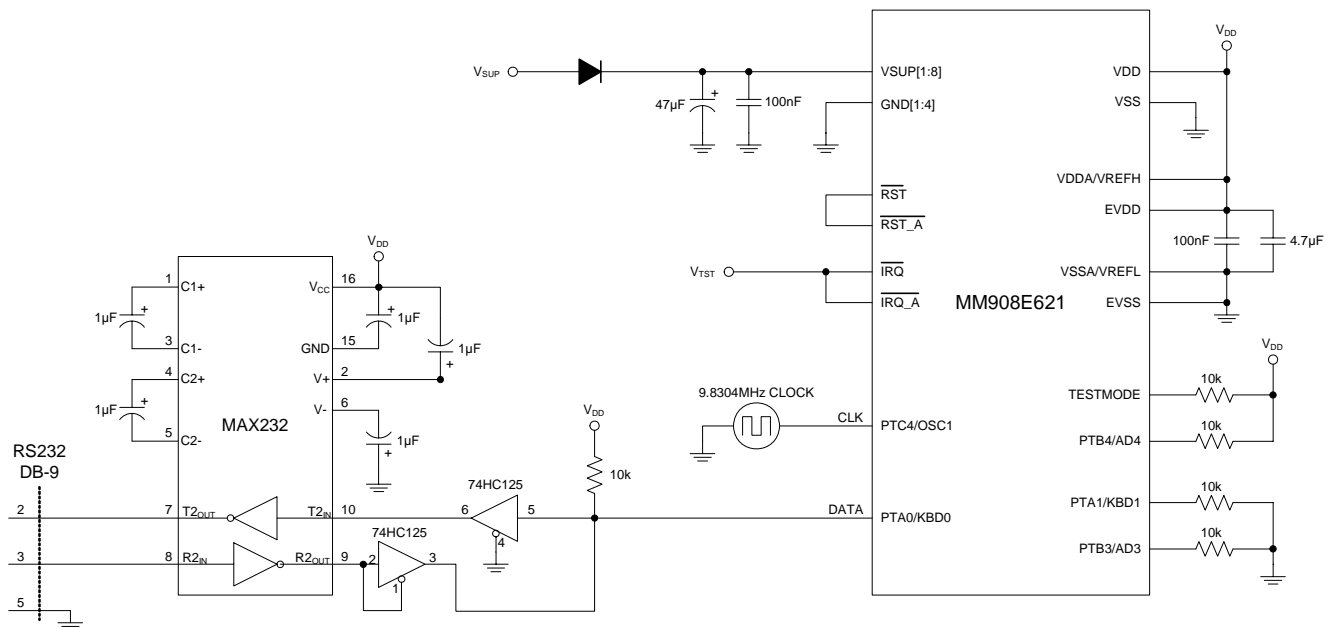 VDD
VSUP
VSUP[1:8]
VDD
47µF
+
100nF
GND[1:4]
VSS
VDDA/VREFH
RST
EVDD
RST_A
100nF
4.7µF
VDD
VTST
IRQ
VSSA/VREFL
1
C1+
VCC
16
IRQ_A
MM908E621
EVSS
1µF
+
+
1µF
3
C1-
GND
15
1µF
+
VDD
4
C2+
V+
2
10k
TESTMODE
1µF
+
9.8304MHz CLOCK
VDD
V-
6
MAX232
CLK
PTC4/OSC1
10k
PTB4/AD4
5
C2-
1µF
+
RS232
DB-9
10k
10k
PTA1/KBD1
74HC125
2
7
T2OUT
T2IN
10
6
5
DATA
PTA0/KBD0
4
74HC125
10k
PTB3/AD3
3
8
R2IN
R2OUT
9
2
3
1
5